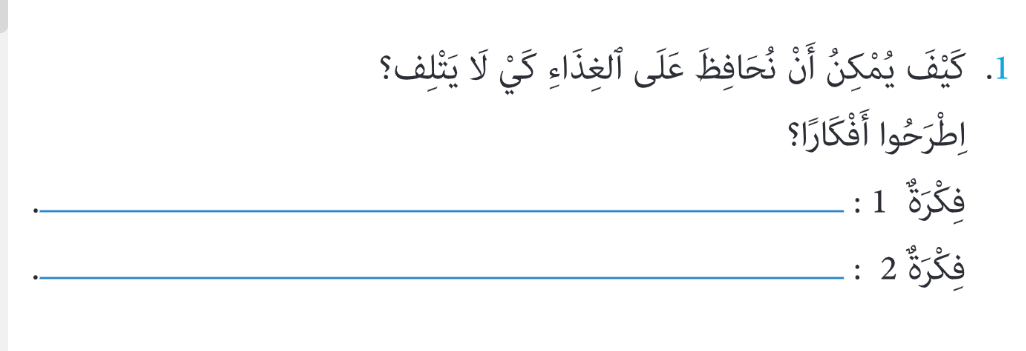 1. كَيْفَ يُمْكِنُ أَنْ نُحَافِظَ عَلَى ٱلغِذَاءِ كَيْ لَا يَتْلِف؟
اِطْرَحُوا أَفْكَارًا؟
فِكْرَةٌ 1 : .
فِكْرَةٌ 2 : .